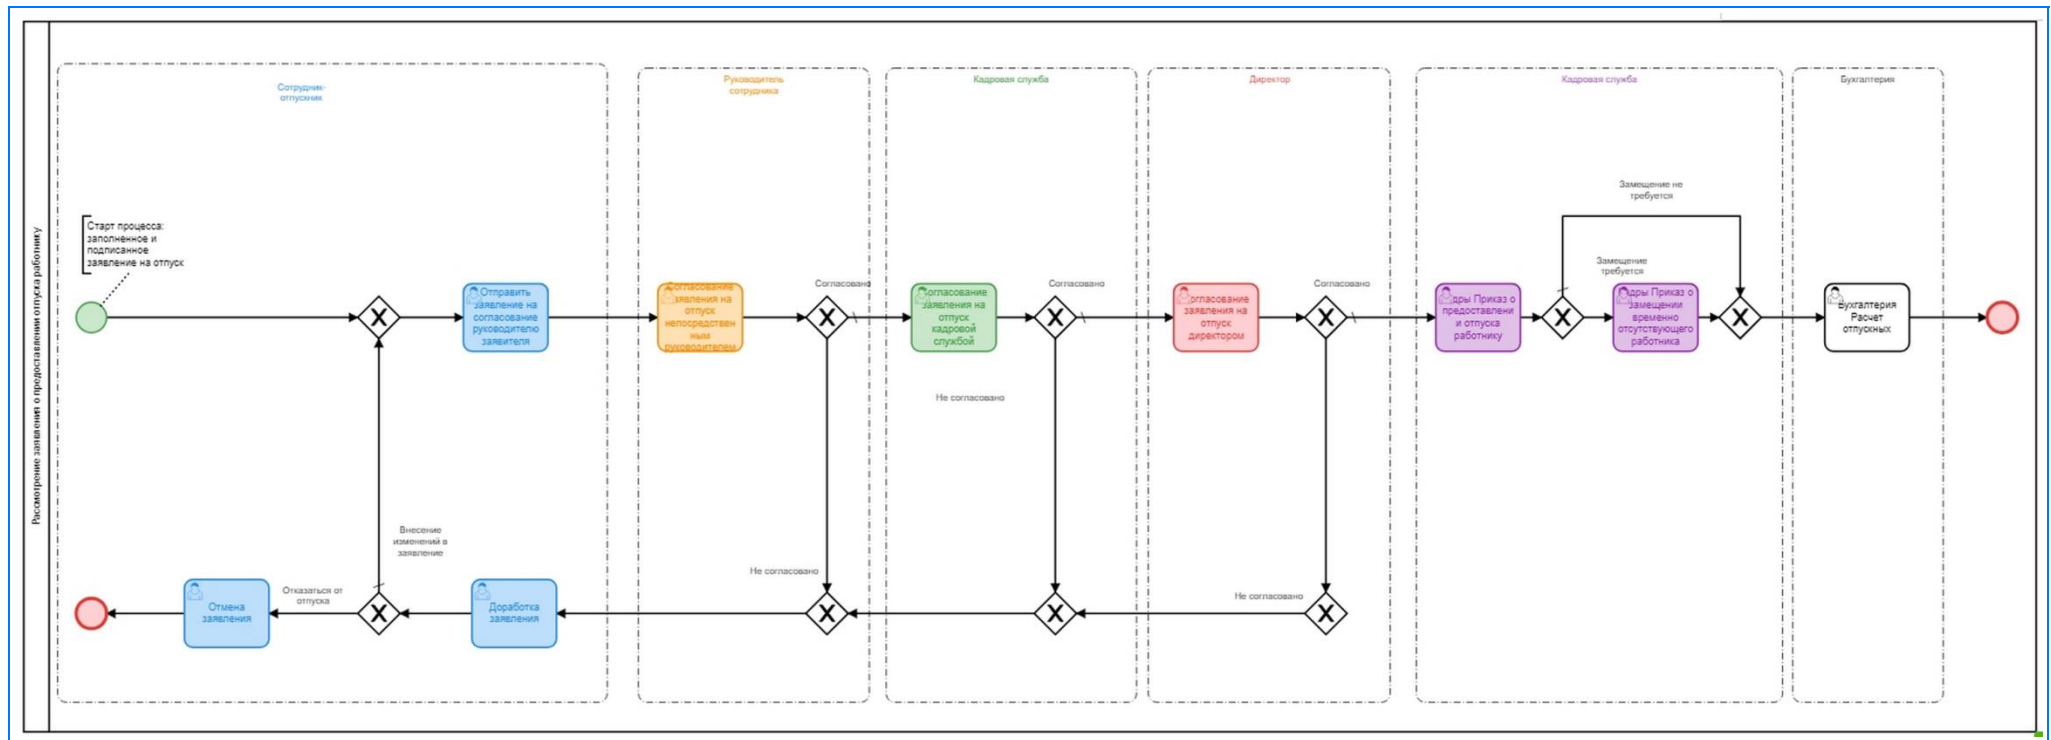 Рассмотрение заявления о предоставлении отпуска работнику
Сотрудник-
отпускник
Руководитель
сотрудника
Кадровая служба
Директор
Кадровая служба
Бухгалтерия
Старт процесса:
заполненное и
подписанное
заявление на отпуск
Отправить
заявление на
согласование
руководителю
заявителя
Согласование
заявления на
отпуск
непосредствен
ным
руководителем
Согласовано
Согласование
заявления на
отпуск
кадровой
службой
Согласовано
Согласование
заявления на
отпуск
директором
Согласовано
Кадры Приказ о
предоставлени
и отпуска
работнику
Замещение не
требуется
Замещение
требуется
Кадры Приказ о
замещении
временно
отсутствующего
работника
Бухгалтерия
Расчет
отпускных
Не согласовано
Внесение
изменений в
заявление
Не согласовано
Не согласовано
Отмена
заявления
Отказаться от
отпуска
Доработка
заявления